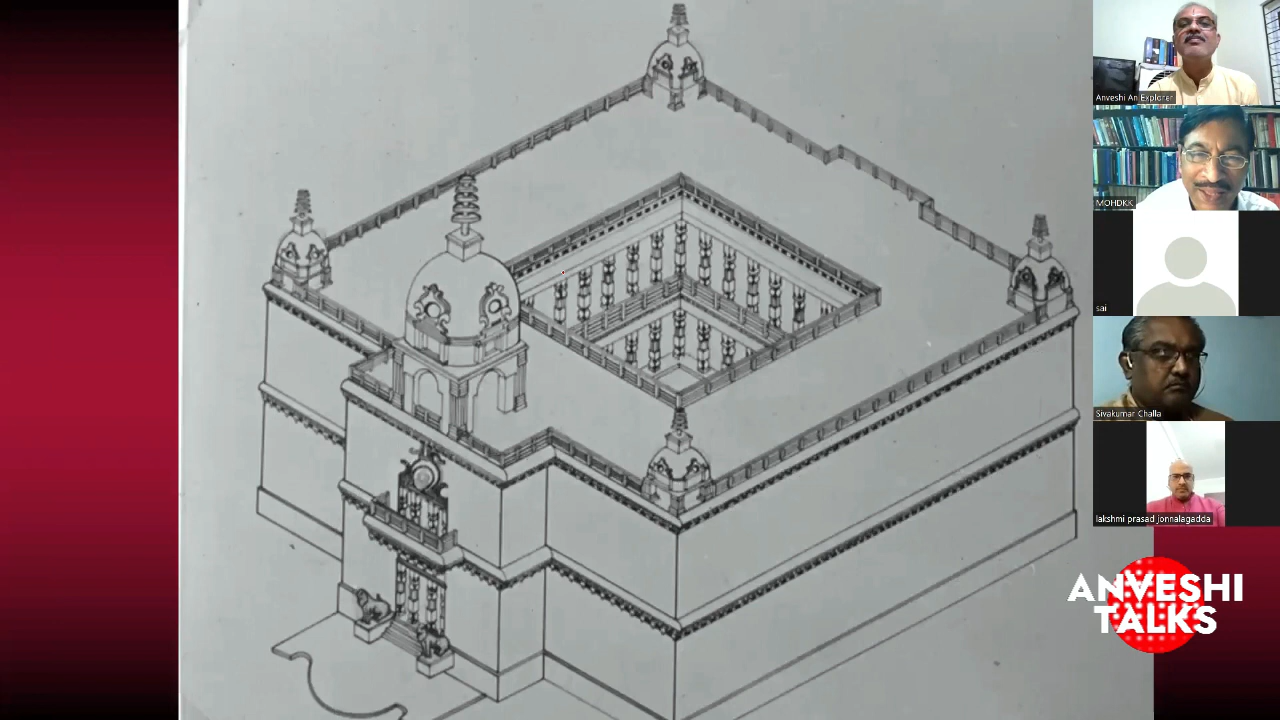 Anveshi An Explorer
MOHDKK
sai
Sivakumar Challa
lakshmi prasad jonnalagadda
ANVESHI
TALKS